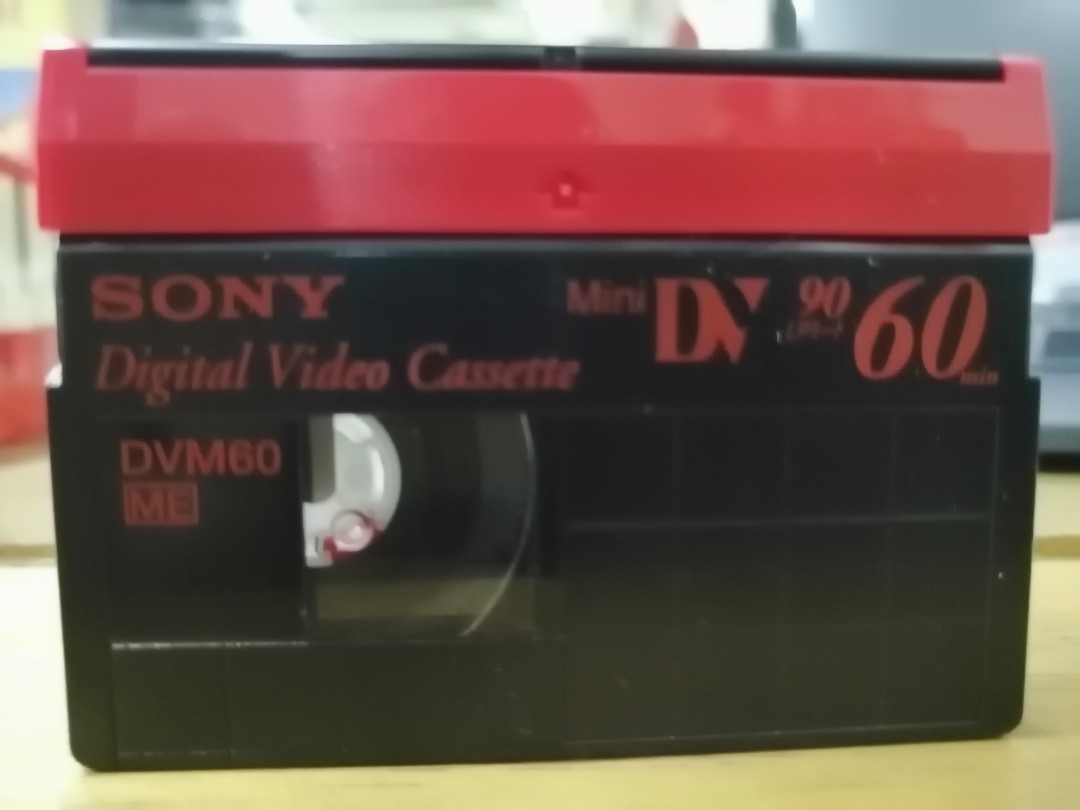 SONY
Digital Video Cassette
Mini DV
90
60
min
DVM60
ME